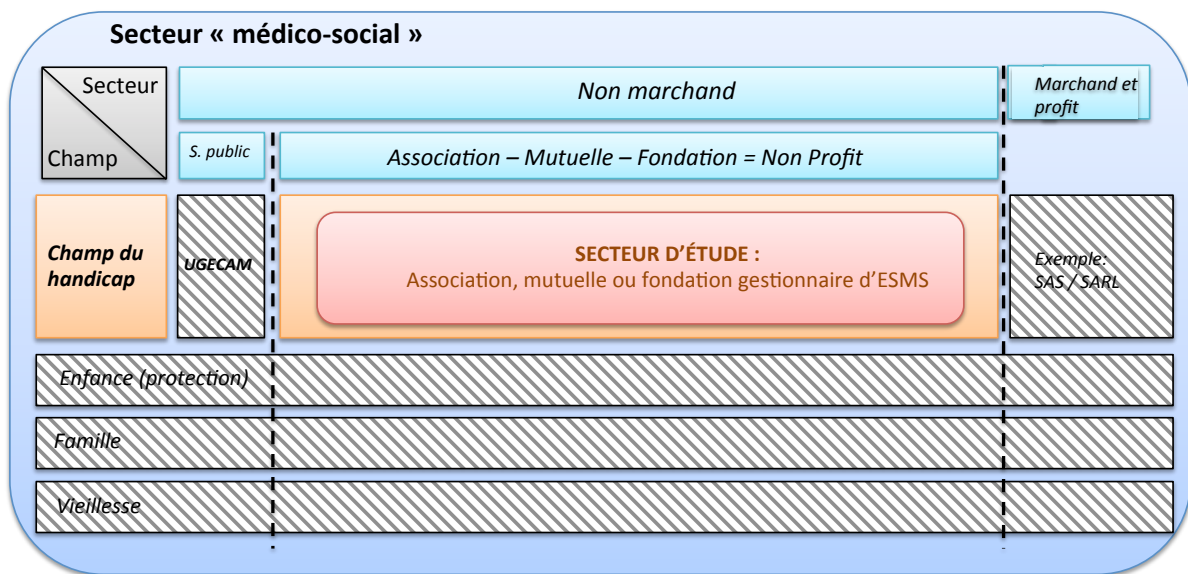 Secteur « médico-social »
Secteur
Champ
Non marchand
Marchand et
profit
S. public
Association – Mutuelle – Fondation = Non Profit
Champ du
handicap
UGECAM
SECTEUR D’ÉTUDE :
Association, mutuelle ou fondation gestionnaire d’ESMS
Exemple:
SAS / SARL
Enfance (protection)
Famille
Vieillesse